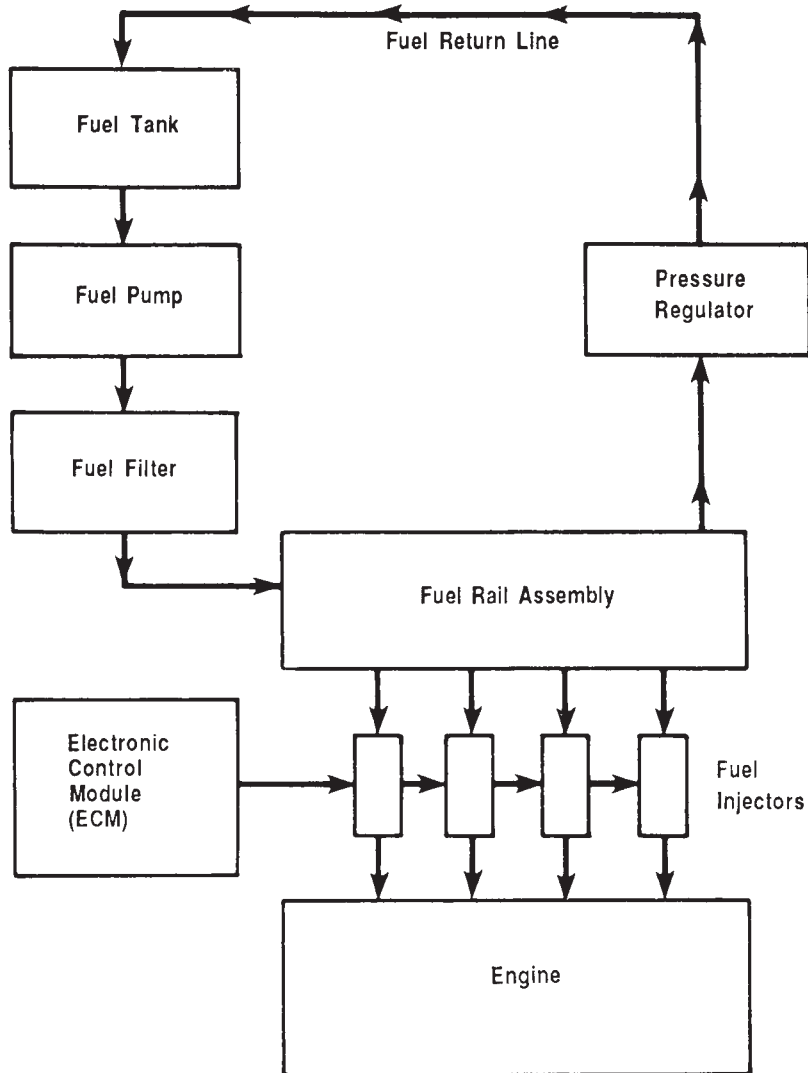 Fuel Return Line
Fuel Tank
Fuel Pump
Pressure
Regulator
Fuel Filter
Fuel Rail Assembly
Electronic
Control
Module
(ECM)
Fuel
Injectors
Engine